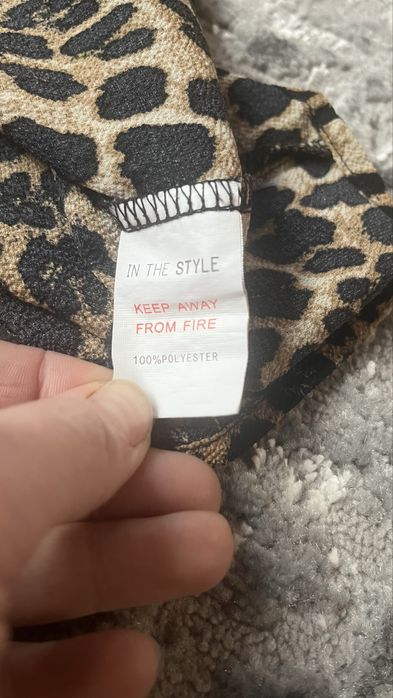 IN THE STYLE
KEEP AWAY
FROM FIRE
100%POLYESTER